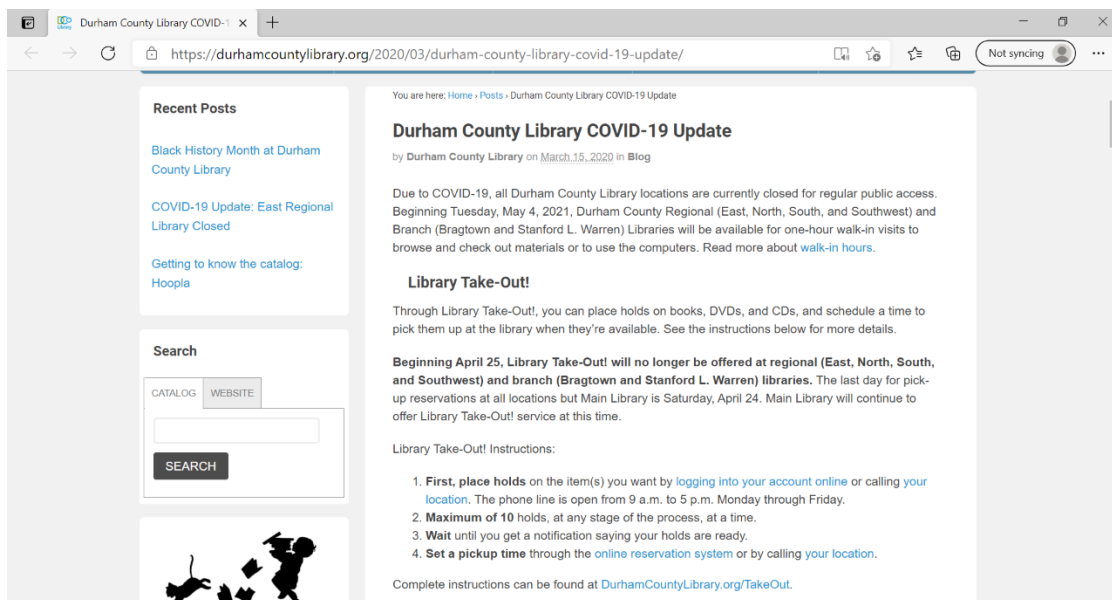 Durham County Library COVID-1
https://durhamcountylibrary.org/2020/03/durham-county-library-covid-19-update/
Not syncing
Recent Posts
Black History Month at Durham
County Library
COVID-19 Update: East Regional
Library Closed
Getting to know the catalog:
Hoopla
Search
CATALOG WEBSITE
SEARCH
You are here: Home › Posts › Durham County Library COVID-19 Update
Durham County Library COVID-19 Update
by Durham County Library on March 15, 2020 in Blog
Due to COVID-19, all Durham County Library locations are currently closed for regular public access.
Beginning Tuesday, May 4, 2021, Durham County Regional (East, North, South, and Southwest) and
Branch (Bragtown and Stanford L. Warren) Libraries will be available for one-hour walk-in visits to
browse and check out materials or to use the computers. Read more about walk-in hours.
Library Take-Out!
Through Library Take-Out!, you can place holds on books, DVDs, and CDs, and schedule a time to
pick them up at the library when they're available. See the instructions below for more details.
Beginning April 25, Library Take-Out! will no longer be offered at regional (East, North, South,
and Southwest) and branch (Bragtown and Stanford L. Warren) libraries. The last day for pick-
up reservations at all locations but Main Library is Saturday, April 24. Main Library will continue to
offer Library Take-Out! service at this time.
Library Take-Out! Instructions:
1. First, place holds on the item(s) you want by logging into your account online or calling your
location. The phone line is open from 9 a.m. to 5 p.m. Monday through Friday.
2. Maximum of 10 holds, at any stage of the process, at a time.
3. Wait until you get a notification saying your holds are ready.
4. Set a pickup time through the online reservation system or by calling your location.
Complete instructions can be found at DurhamCountyLibrary.org/TakeOut.